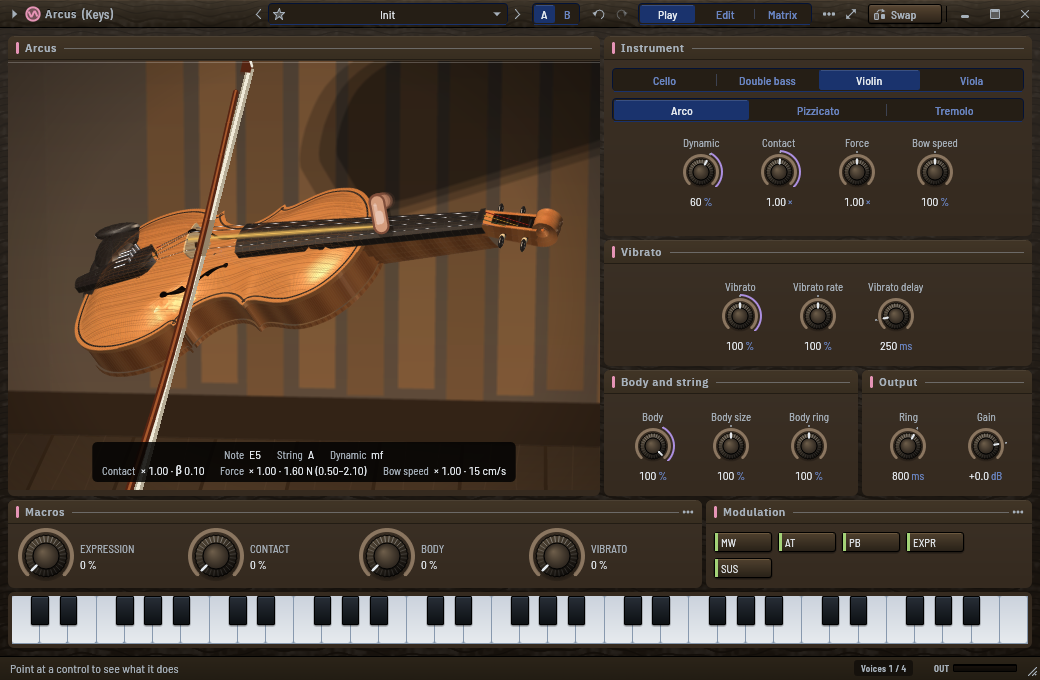 Arcus (Keys)
Init
A B
Play Edit Matrix
Swap
Arcus
Note E5 String A Dynamic mf
Contact × 1.00 · β 0.10 Force × 1.00 · 1.60 N (0.50–2.10) Bow speed × 1.00 · 15 cm/s
Instrument
Cello Double bass Violin Viola
Arco Pizzicato Tremolo
Dynamic Contact Force Bow speed
60 % 1.00 × 1.00 × 100 %
Vibrato
Vibrato Vibrato rate Vibrato delay
100 % 100 % 250 ms
Body and string
Body Body size Body ring
100 % 100 % 100 %
Output
Ring Gain
800 ms +0.0 dB
Macros
EXPRESSION
0 %
CONTACT
0 %
BODY
0 %
VIBRATO
0 %
Modulation
MW AT PB EXPR
SUS
Point at a control to see what it does
Voices 1 / 4 OUT